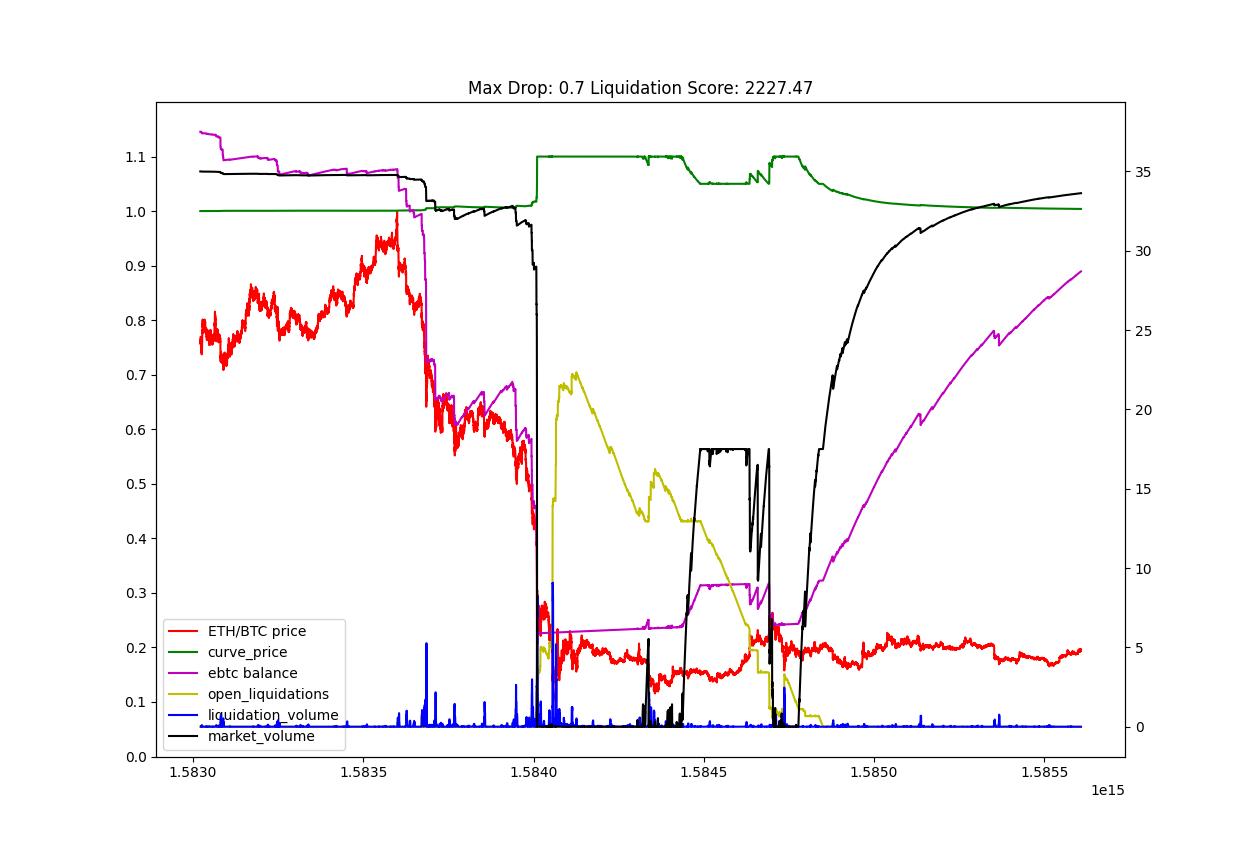 Max Drop: 0.7 Liquidation Score: 2227.47
1.1
1.0
0.9
0.8
0.7
0.6
0.5
0.4
0.3
0.2
0.1
0.0
35
30
25
20
15
10
5
0
ETH/BTC price
curve_price
ebtc balance
open_liquidations
liquidation_volume
market_volume
1.5830 1.5835 1.5840 1.5845 1.5850 1.5855
1e15